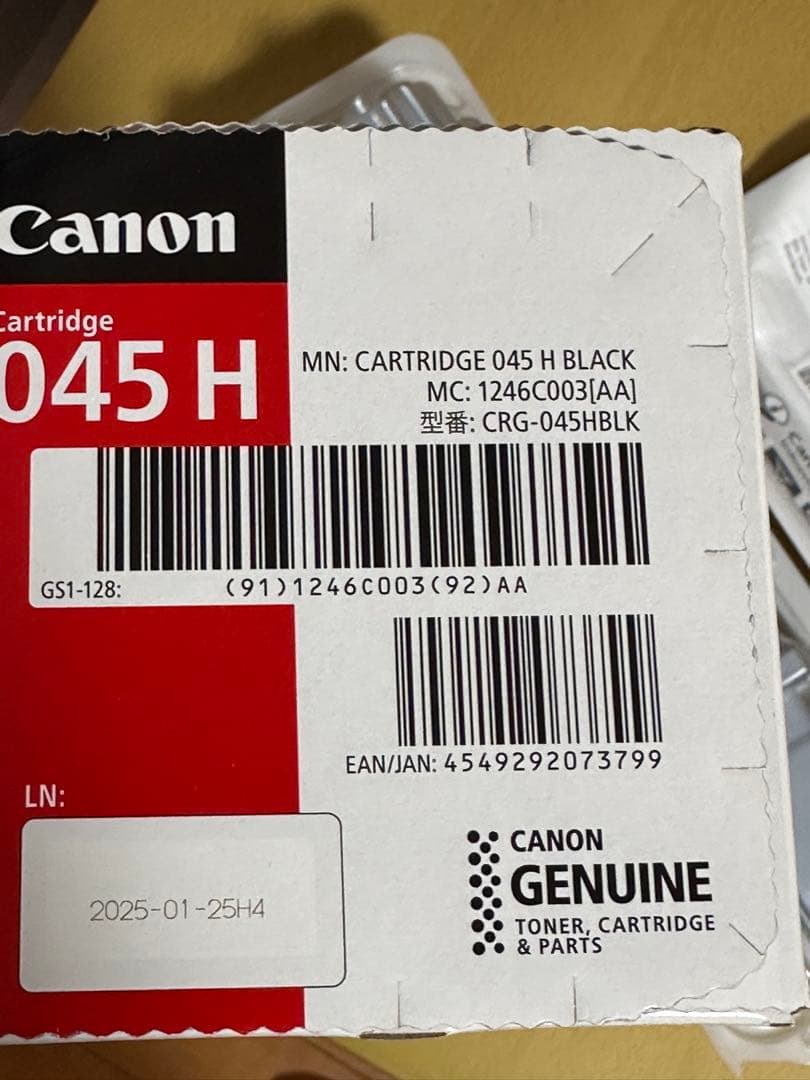 Canon
Cartridge
045 H
MN: CARTRIDGE 045 H BLACK
MC: 1246C003[AA]
型番: CRG-045HBLK
GS1-128: (91)1246C003(92)AA
EAN/JAN: 4549292073799
LN:
2025-01-25H4
CANON
GENUINE
TONER, CARTRIDGE
& PARTS